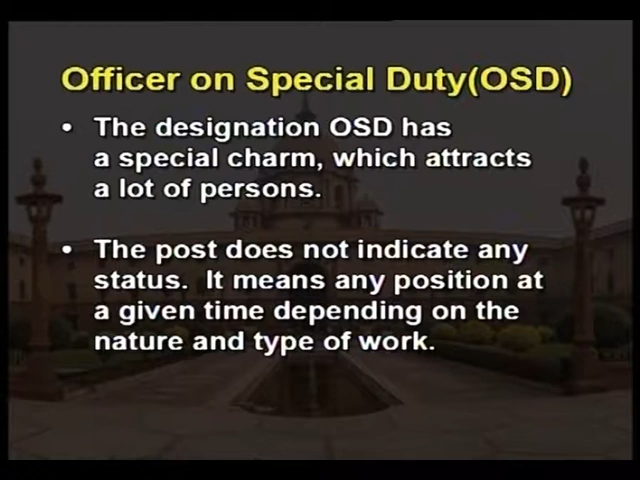 Officer on Special Duty(OSD)
• The designation OSD has
a special charm, which attracts
a lot of persons.
• The post does not indicate any
status.  It means any position at
a given time depending on the
nature and type of work.